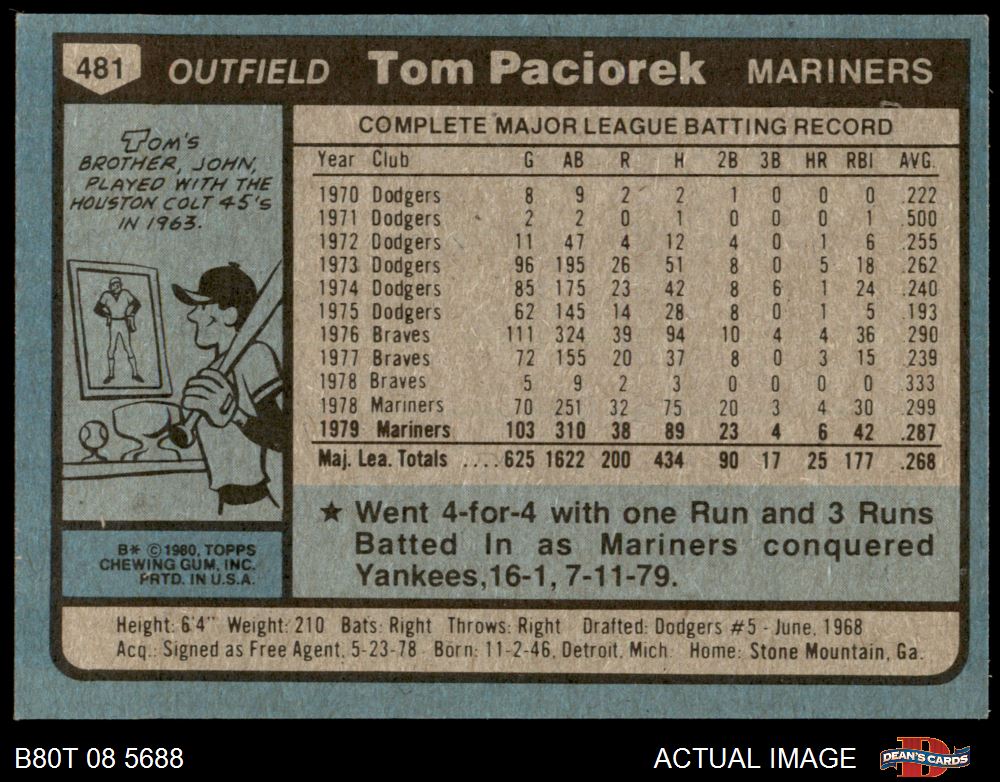 481 OUTFIELD Tom Paciorek MARINERS
TOM'S
BROTHER, JOHN,
PLAYED WITH THE
HOUSTON COLT 45'S
IN 1963.
B* © 1980, TOPPS
CHEWING GUM, INC.
PRTD. IN U.S.A.
COMPLETE MAJOR LEAGUE BATTING RECORD
Year Club G AB R H 2B 3B HR RBI AVG.
1970 Dodgers 8 9 2 2 1 0 0 0 .222
1971 Dodgers 2 2 0 1 0 0 0 1 .500
1972 Dodgers 11 47 4 12 4 0 1 6 .255
1973 Dodgers 96 195 26 51 8 0 5 18 .262
1974 Dodgers 85 175 23 42 8 6 1 24 .240
1975 Dodgers 62 145 14 28 8 0 1 5 .193
1976 Braves 111 324 39 94 10 4 4 36 .290
1977 Braves 72 155 20 37 8 0 3 15 .239
1978 Braves 5 9 2 3 0 0 0 0 .333
1978 Mariners 70 251 32 75 20 3 4 30 .299
1979 Mariners 103 310 38 89 23 4 6 42 .287
Maj. Lea. Totals ....625 1622 200 434 90 17 25 177 .268
★ Went 4-for-4 with one Run and 3 Runs
Batted In as Mariners conquered
Yankees,16-1, 7-11-79.
Height: 6'4" Weight: 210 Bats: Right Throws: Right Drafted: Dodgers #5 - June, 1968
Acq.: Signed as Free Agent, 5-23-78 Born: 11-2-46, Detroit, Mich. Home: Stone Mountain, Ga.
B80T 08 5688 ACTUAL IMAGE DEAN'S CARDS